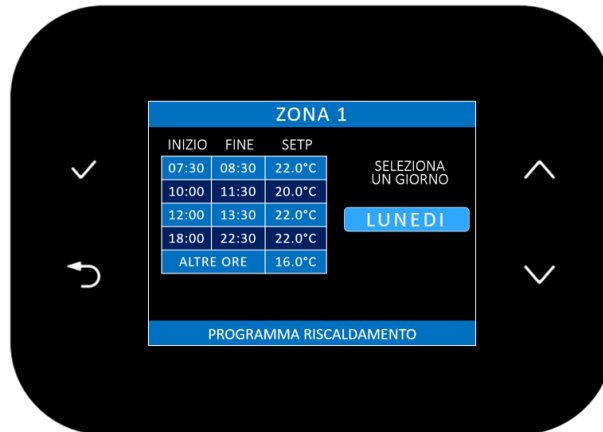 ZONA 1
INIZIO FINE SETP
07:30 08:30 22.0°C
10:00 11:30 20.0°C
12:00 13:30 22.0°C
18:00 22:30 22.0°C
ALTRE ORE 16.0°C
SELEZIONA
UN GIORNO
LUNEDI
PROGRAMMA RISCALDAMENTO